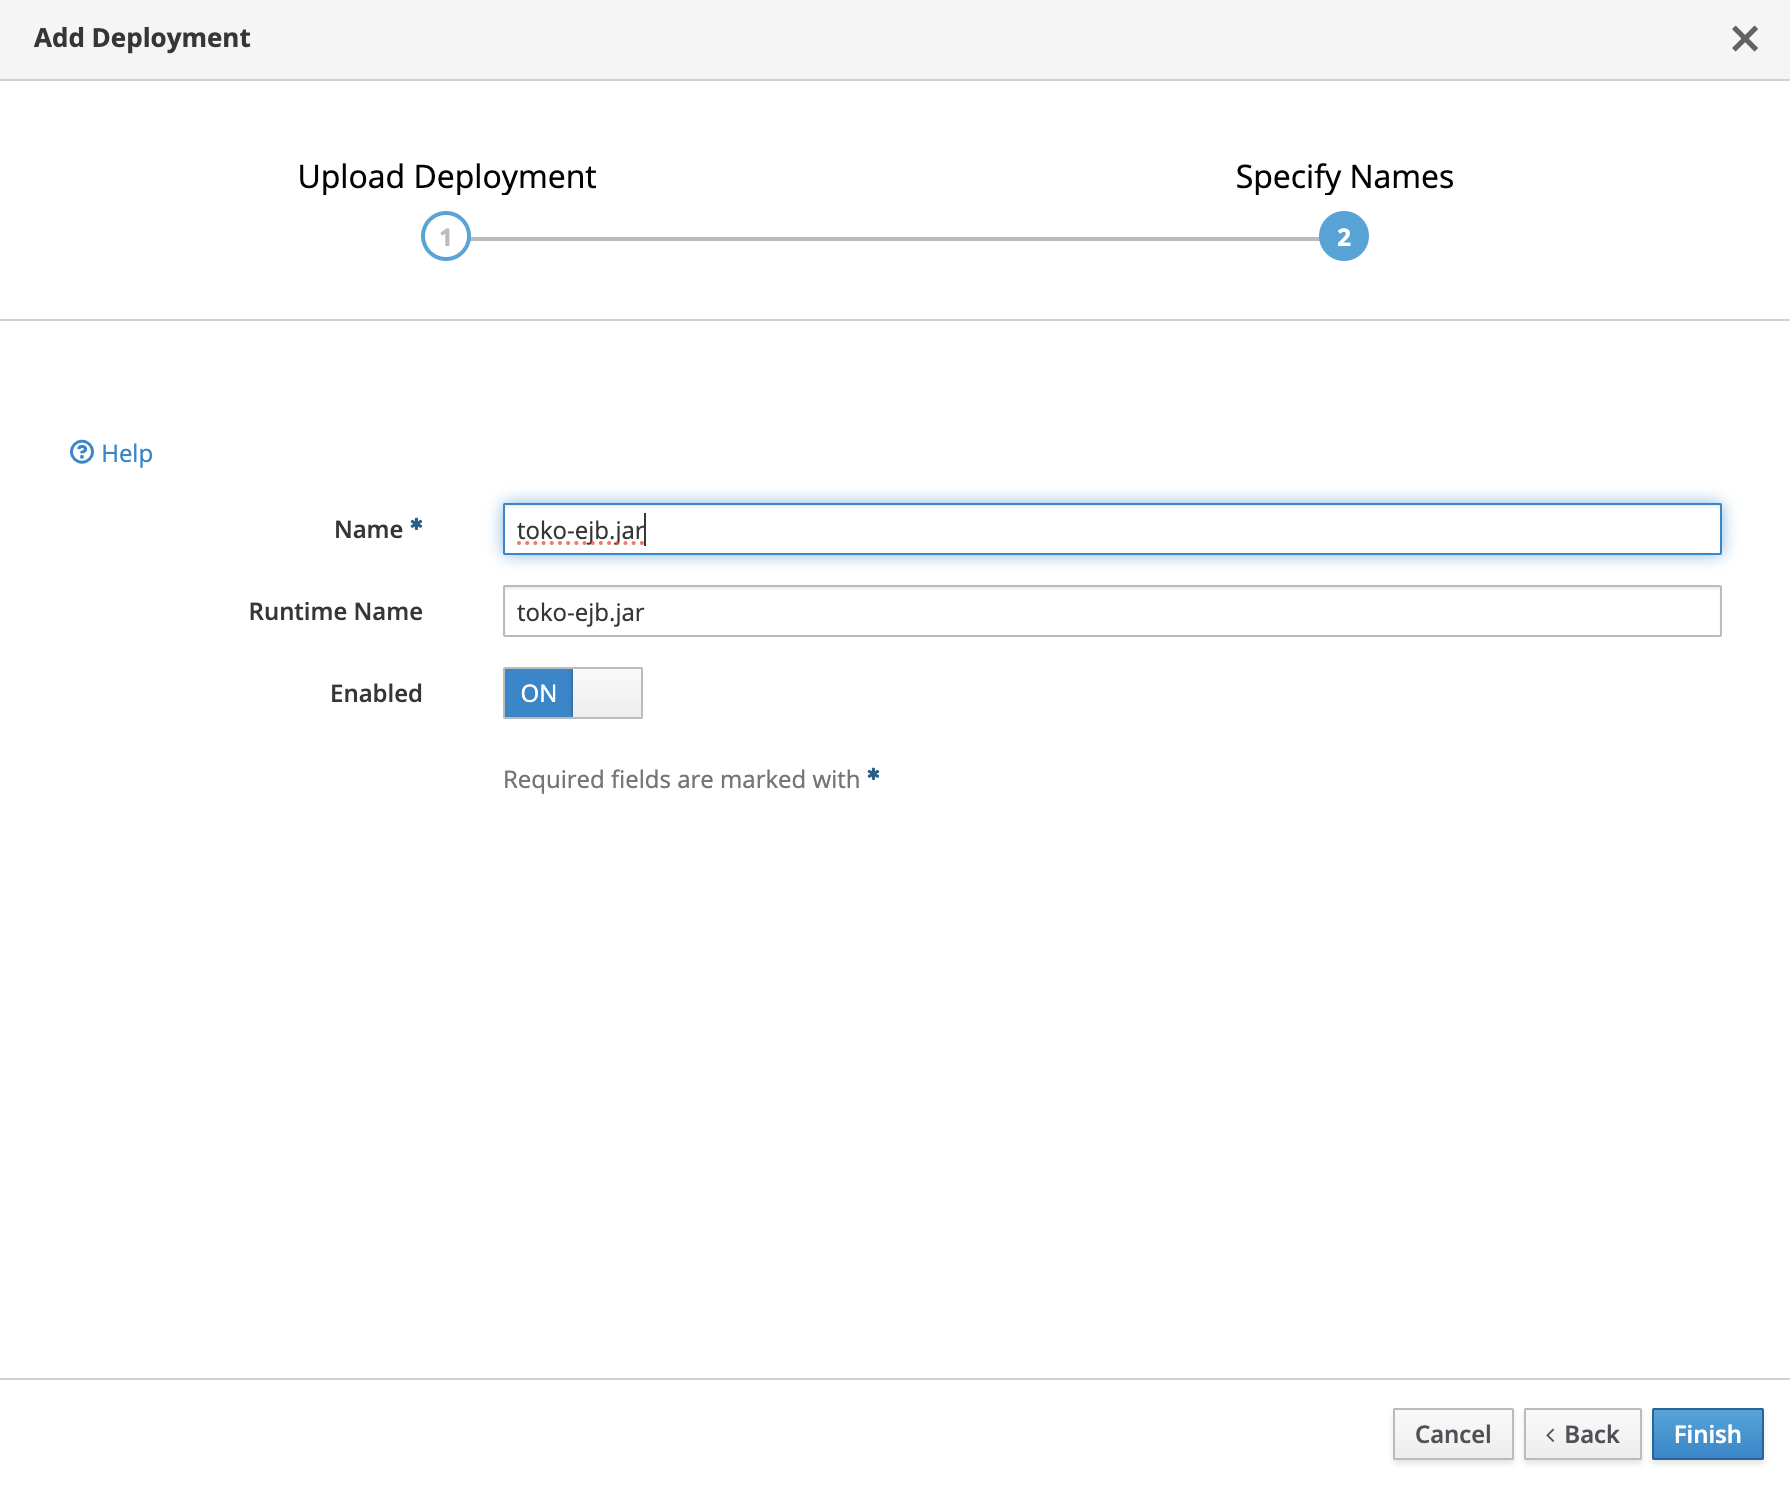 Add Deployment
Upload Deployment
Specify Names
1
2
Help
Name *
toko-ejb.jar
Runtime Name
toko-ejb.jar
Enabled
ON
Required fields are marked with *
Cancel
< Back
Finish